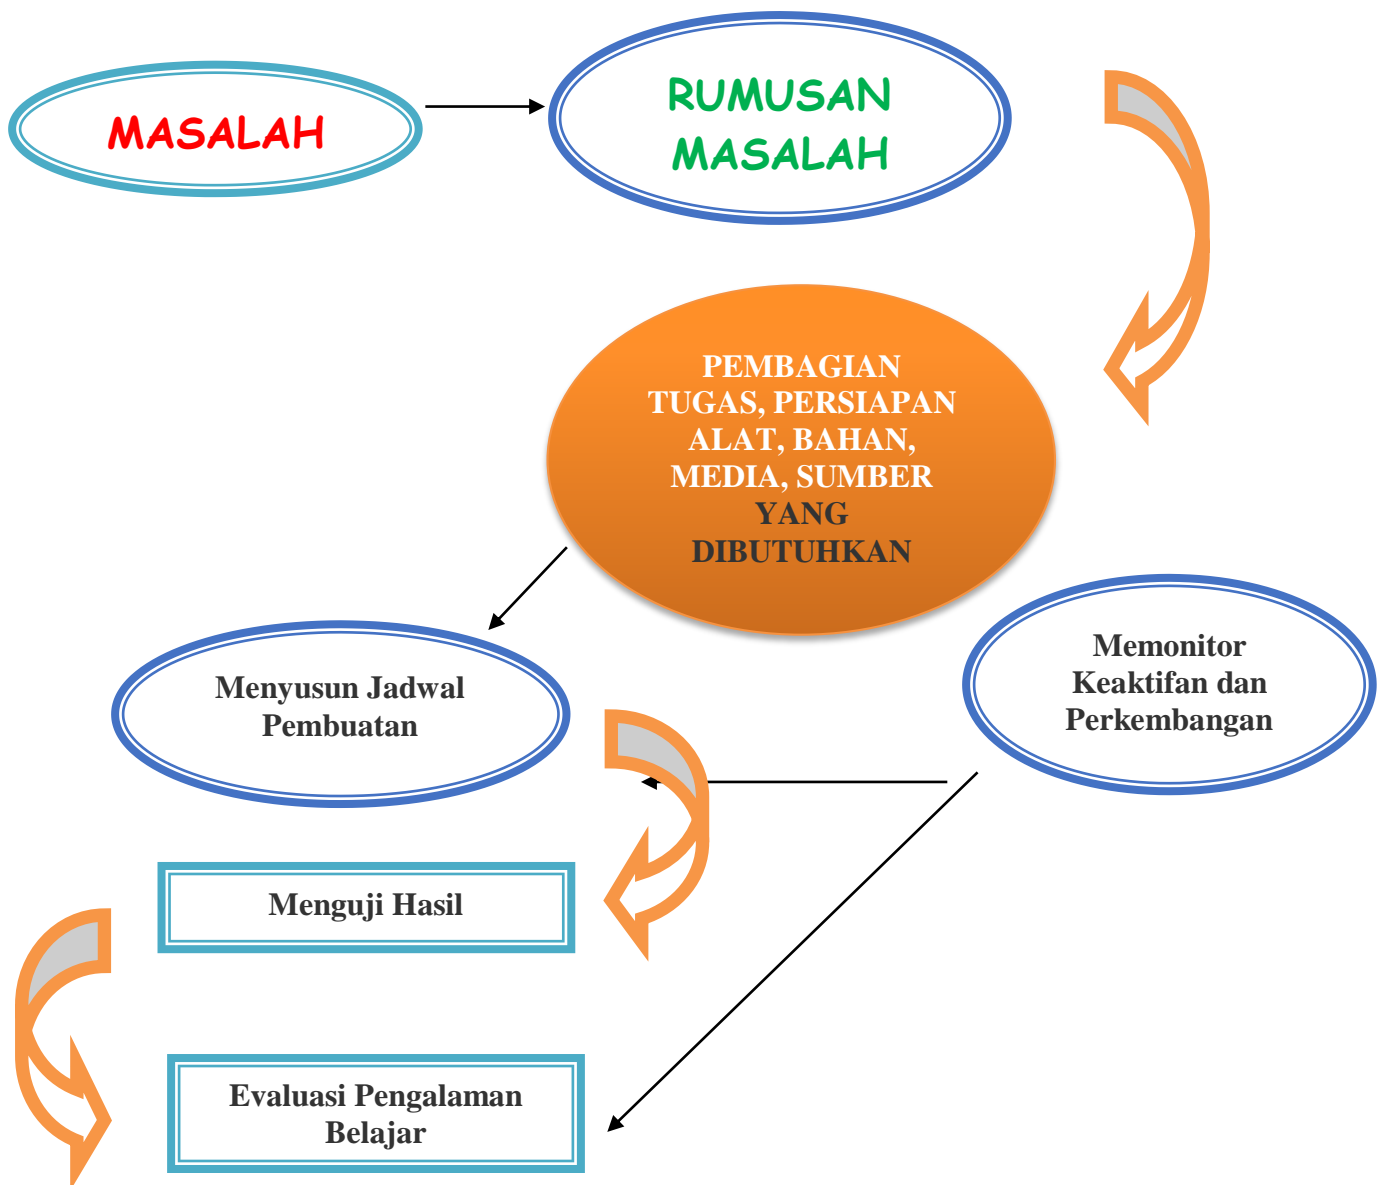 MASALAH
RUMUSAN
MASALAH
PEMBAGIAN
TUGAS, PERSIAPAN
ALAT, BAHAN,
MEDIA, SUMBER
YANG
DIBUTUHKAN
Memonitor
Keaktifan dan
Perkembangan
Menyusun Jadwal
Pembuatan
Menguji Hasil
Evaluasi Pengalaman
Belajar